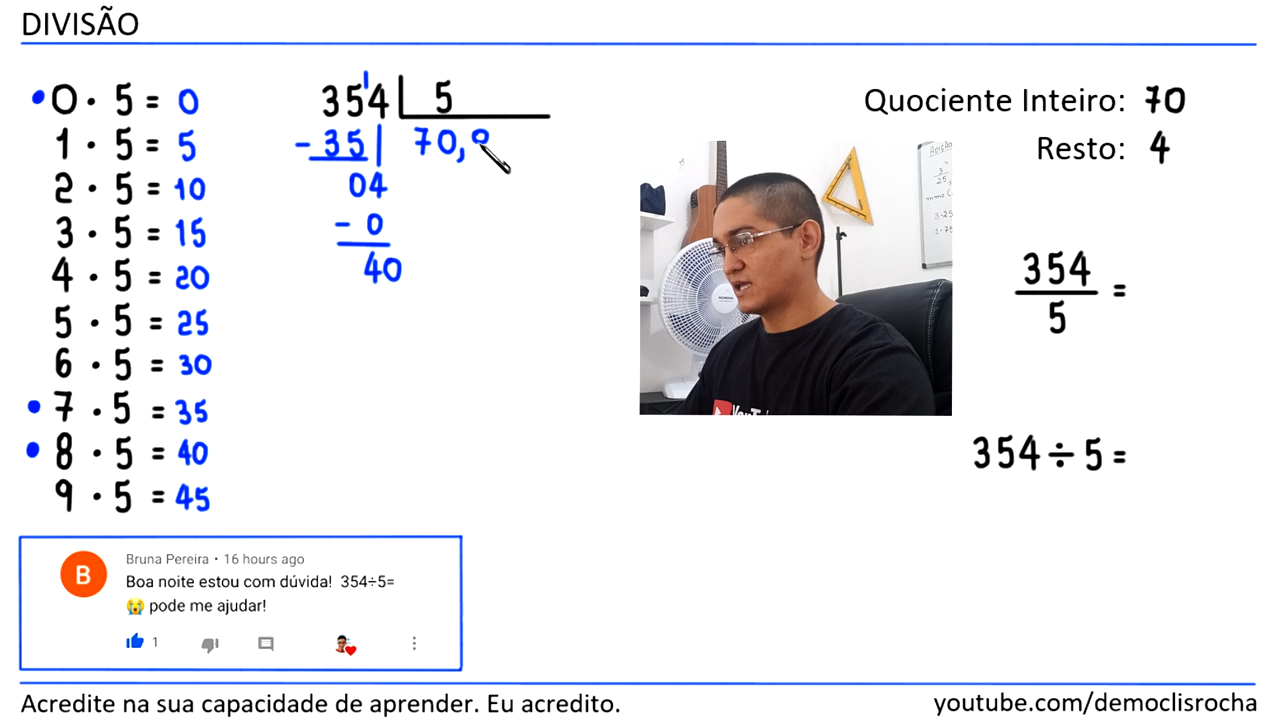 DIVISÃO
0 · 5 = 0
1 · 5 = 5
2 · 5 = 10
3 · 5 = 15
4 · 5 = 20
5 · 5 = 25
6 · 5 = 30
7 · 5 = 35
8 · 5 = 40
9 · 5 = 45
354 5
- 35 70,8
04
- 0
40
Quociente Inteiro: 70
Resto: 4
354
5
=
354 ÷ 5 =
B
Bruna Pereira • 16 hours ago
Boa noite estou com dúvida! 354÷5=
😭 pode me ajudar!
1
Acredite na sua capacidade de aprender. Eu acredito.
youtube.com/democlisrocha